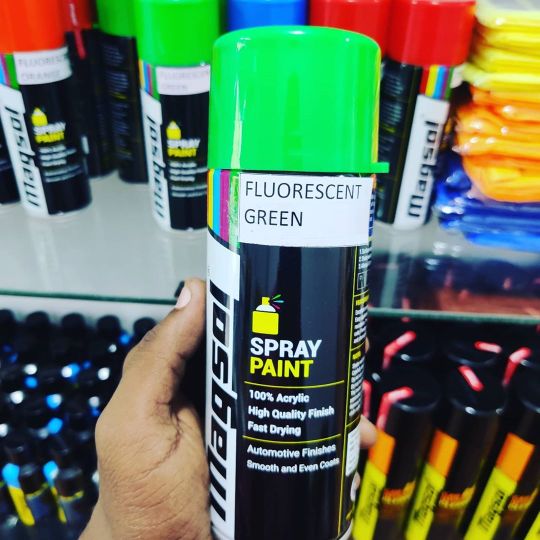 FLUORESCENT
GREEN
Magsol
SPRAY
PAINT
100% Acrylic
High Quality Finish
Fast Drying
Automotive Finishes
Smooth and Even Coats
FLUORESCENT
ORANGE
Magsol
SPRAY
PAINT
FLUORESCENT
GREEN
Magsol
SPRAY
PAINT
Magsol